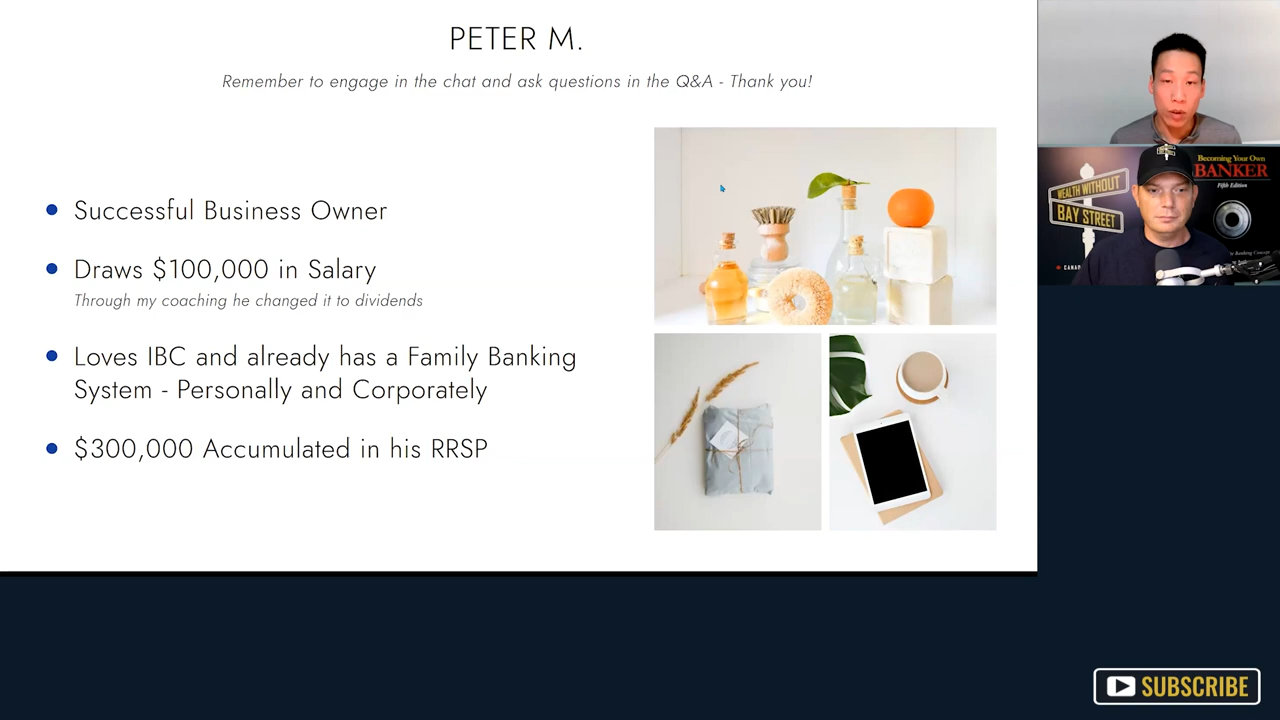 PETER M.
Remember to engage in the chat and ask questions in the Q&A - Thank you!
Successful Business Owner
Draws $100,000 in Salary
Through my coaching he changed it to dividends
Loves IBC and already has a Family Banking
System - Personally and Corporately
$300,000 Accumulated in his RRSP
WEALTH WITHOUT
BAY STREET
Becoming Your Own
BANKER
Fifth Edition
SUBSCRIBE